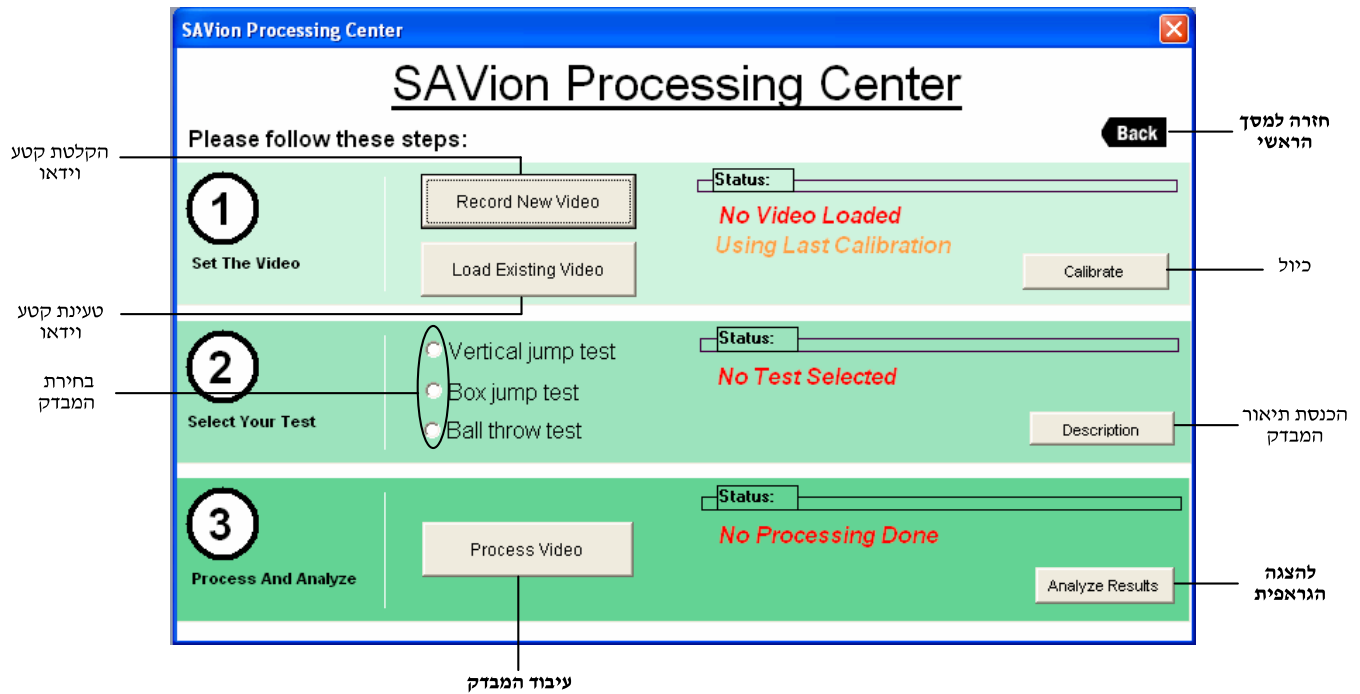 SAVion Processing Center
SAVion Processing Center
Please follow these steps:
Back
חזרה למסך
הראשי
הקלטת קטע
וידאו
1
Set The Video
Record New Video
Load Existing Video
Status:
No Video Loaded
Using Last Calibration
Calibrate
כיול
טעינת קטע
וידאו
2
Select Your Test
Vertical jump test
Box jump test
Ball throw test
Status:
No Test Selected
Description
בחירת
המבדק
הכנסת תיאור
המבדק
3
Process And Analyze
Process Video
Status:
No Processing Done
Analyze Results
להצגה
הגראפית
עיבוד המבדק